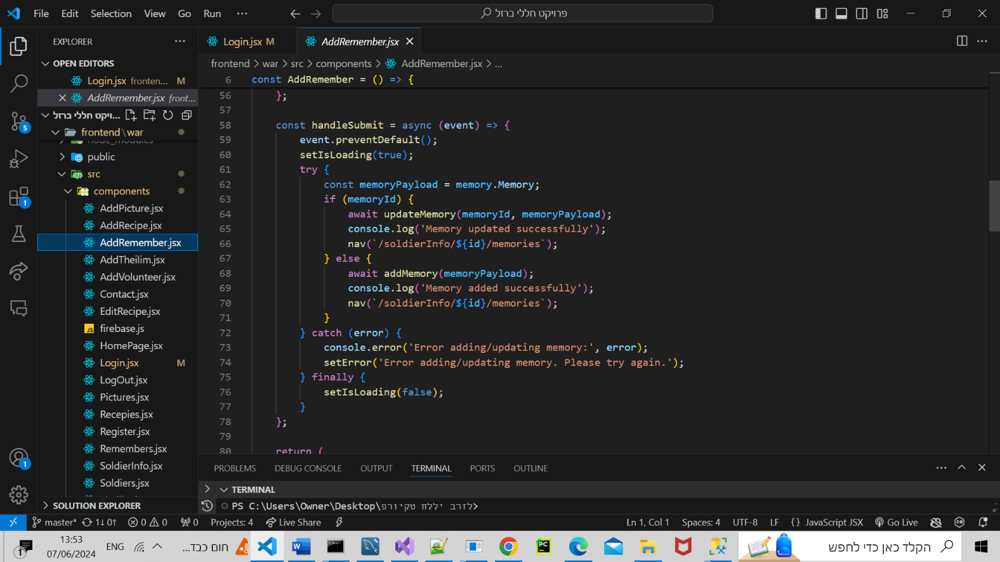 File Edit Selection View Go Run ···
פרויקט חללי ברזל
EXPLORER
OPEN EDITORS
Login.jsx fronten... M
AddRemember.jsx front...
ויקט חללי ברזל...
frontend\war
node_modules
public
src
components
AddPicture.jsx
AddRecipe.jsx
AddRemember.jsx
AddTheilim.jsx
AddVolunteer.jsx
Contact.jsx
EditRecipe.jsx
JS firebase.js
HomePage.jsx
Login.jsx M
LogOut.jsx
Pictures.jsx
Recepies.jsx
Register.jsx
Remembers.jsx
SoldierInfo.jsx
Soldiers.jsx
SOLUTION EXPLORER
5
1
1
Login.jsx M AddRemember.jsx
frontend > war > src > components > AddRemember.jsx > ...
6 const AddRemember = () => {
56 };
57
58 const handleSubmit = async (event) => {
59 event.preventDefault();
60 setIsLoading(true);
61 try {
62 const memoryPayload = memory.Memory;
63 if (memoryId) {
64 await updateMemory(memoryId, memoryPayload);
65 console.log('Memory updated successfully');
66 nav(`/soldierInfo/${id}/memories`);
67 } else {
68 await addMemory(memoryPayload);
69 console.log('Memory added successfully');
70 nav(`/soldierInfo/${id}/memories`);
71 }
72 } catch (error) {
73 console.error('Error adding/updating memory:', error);
74 setError('Error adding/updating memory. Please try again.');
75 } finally {
76 setIsLoading(false);
77 }
78 };
79
80 return (
PROBLEMS DEBUG CONSOLE OUTPUT TERMINAL PORTS OUTLINE
TERMINAL
PS C:\Users\Owner\Desktop\פרויקט חללי ברזל>
master* 1↓ 0↑ 0 0 0 Projects: 4 Live Share Ln 1, Col 1 Spaces: 4 UTF-8 LF {} JavaScript JSX Go Live
1 13:53 ENG חום כבד... W PC הקלד כאן כדי לחפש
07/06/2024